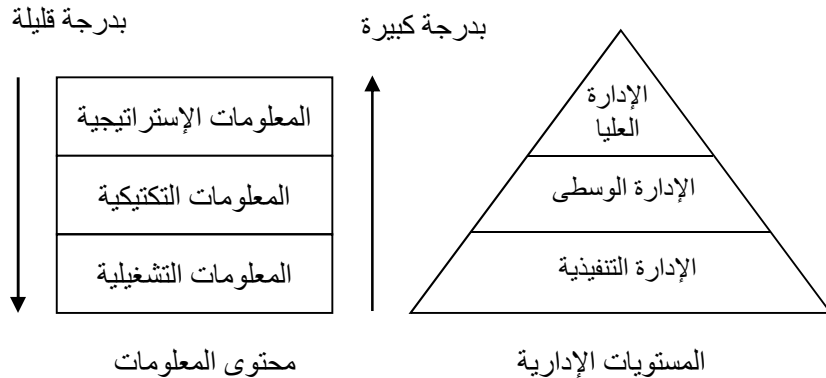 بدرجة كبيرة
بدرجة قليلة
الإدارة
العليا
الإدارة الوسطى
الإدارة التنفيذية
المعلومات الإستراتيجية
المعلومات التكتيكية
المعلومات التشغيلية
المستويات الإدارية
محتوى المعلومات